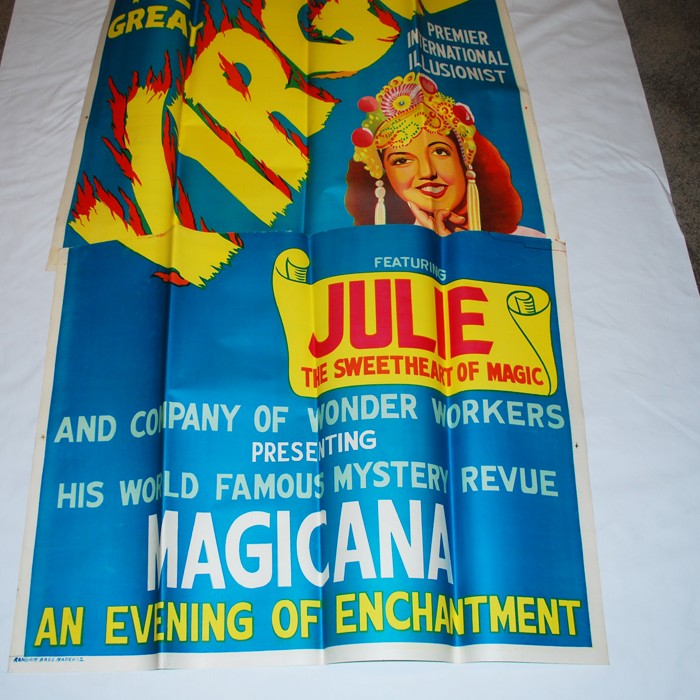 GREAT
VIRGIL
PREMIER
INTERNATIONAL
ILLUSIONIST
FEATURING
JULIE
THE SWEETHEART OF MAGIC
AND COMPANY OF WONDER WORKERS
PRESENTING
HIS WORLD FAMOUS MYSTERY REVUE
MAGICANA
AN EVENING OF ENCHANTMENT